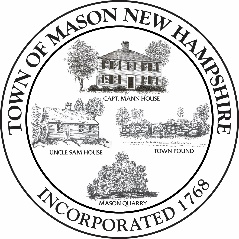 TOWN OF MASON NEW HAMPSHIRE
CAPT. MANN HOUSE
UNCLE SAM HOUSE
TOWN POUND
MASON QUARRY
INCORPORATED 1768